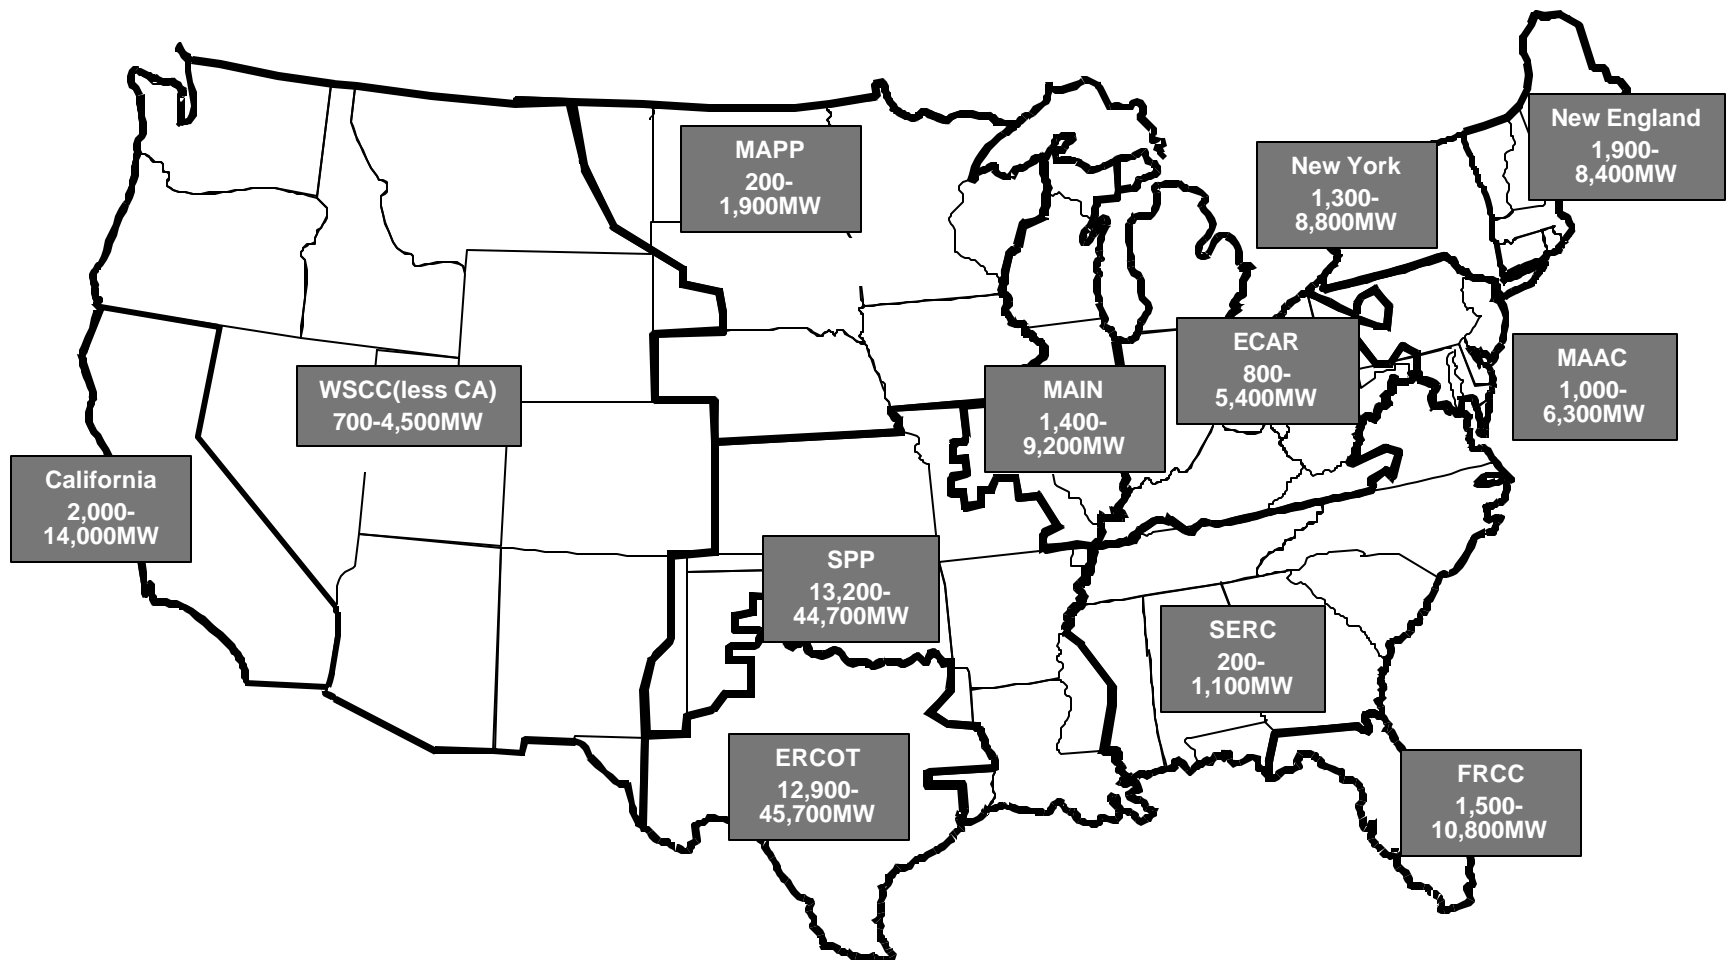 New England
1,900-
8,400MW
MAPP
200-
1,900MW
New York
1,300-
8,800MW
ECAR
800-
5,400MW
MAAC
1,000-
6,300MW
WSCC(less CA)
700-4,500MW
MAIN
1,400-
9,200MW
California
2,000-
14,000MW
SPP
13,200-
44,700MW
SERC
200-
1,100MW
ERCOT
12,900-
45,700MW
FRCC
1,500-
10,800MW